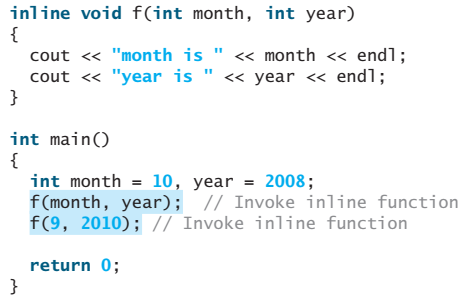 inline void f(int month, int year)
{
  cout << "month is " << month << endl;
  cout << "year is " << year << endl;
}

int main()
{
  int month = 10, year = 2008;
  f(month, year);  // Invoke inline function
  f(9, 2010); // Invoke inline function

  return 0;
}